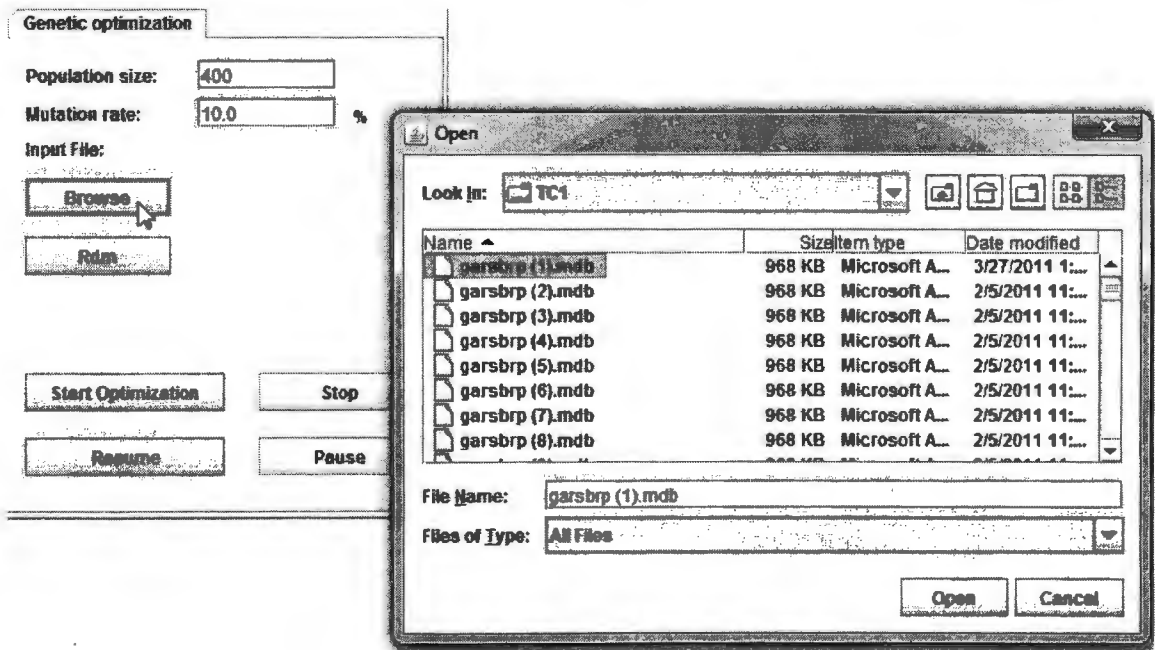 Genetic optimization
Population size: 400
Mutation rate: 10.0 %
Input File:
Browse
Rdm
Start Optimization Stop
Resume Pause
Open
Look In: TC1
Name Size Item type Date modified
garsbrp (1).mdb 968 KB Microsoft A... 3/27/2011 1:...
garsbrp (2).mdb 968 KB Microsoft A... 2/5/2011 11:...
garsbrp (3).mdb 968 KB Microsoft A... 2/5/2011 11:...
garsbrp (4).mdb 968 KB Microsoft A... 2/5/2011 11:...
garsbrp (5).mdb 968 KB Microsoft A... 2/5/2011 11:...
garsbrp (6).mdb 968 KB Microsoft A... 2/5/2011 11:...
garsbrp (7).mdb 968 KB Microsoft A... 2/5/2011 11:...
garsbrp (8).mdb 968 KB Microsoft A... 2/5/2011 11:...
File Name: garsbrp (1).mdb
Files of Type: All Files
Open Cancel